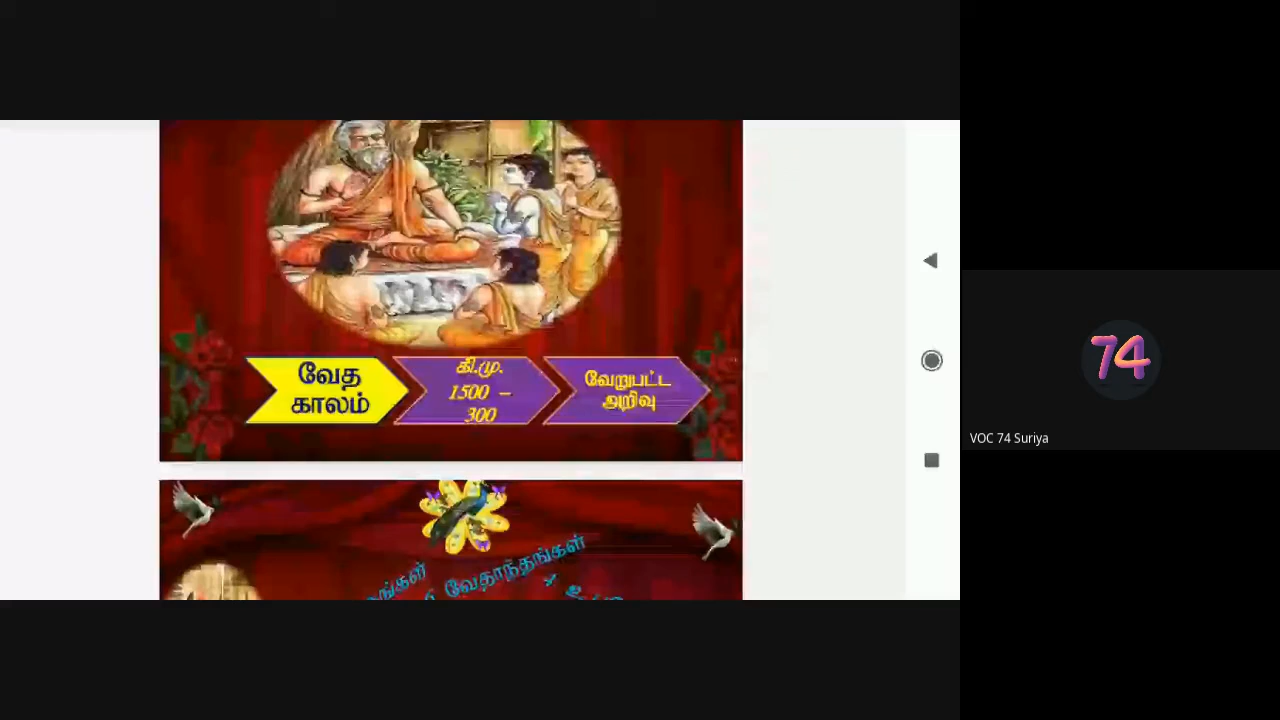 வேத
காலம்
கி.மு.
1500 –
300
வேறுபட்ட
அறிவு
வேதாந்தங்கள்
74
VOC 74 Suriya